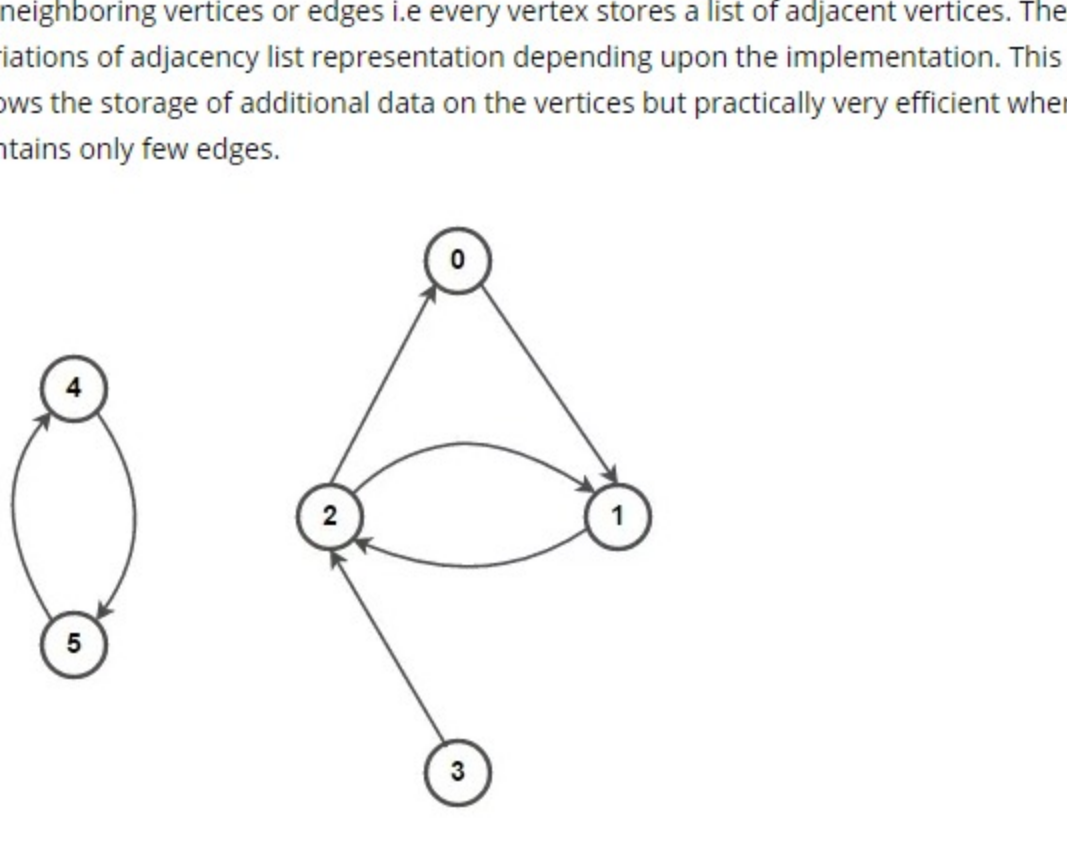 neighboring vertices or edges i.e every vertex stores a list of adjacent vertices. The
riations of adjacency list representation depending upon the implementation. This
ows the storage of additional data on the vertices but practically very efficient when
ntains only few edges.
0
4
2
1
5
3